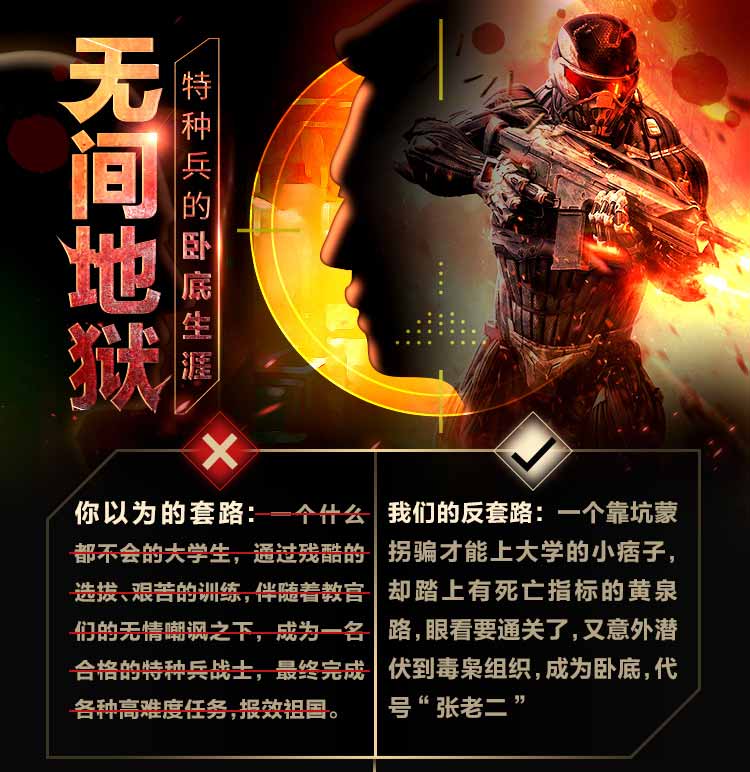 无间地狱
特种兵的卧底生涯
你以为的套路：一个什么
都不会的大学生，通过残酷的
选拔、艰苦的训练，伴随着教官
们的无情嘲讽之下，成为一名
合格的特种兵战士，最终完成
各种高难度任务，报效祖国。
我们的反套路：一个靠坑蒙
拐骗才能上大学的小痞子，
却踏上有死亡指标的黄泉
路，眼看要通关了，又意外潜
伏到毒枭组织，成为卧底，代
号“张老二”